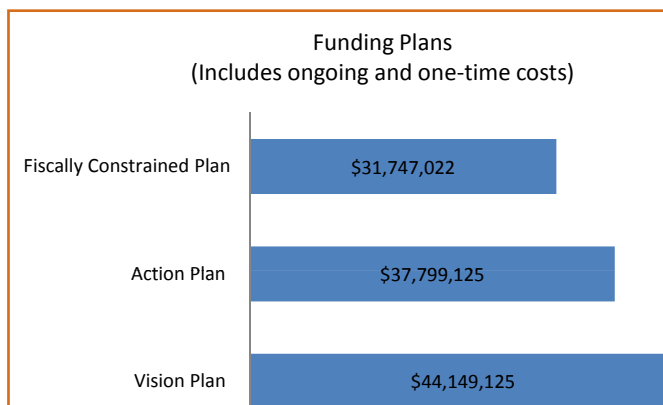 Funding Plans
(Includes ongoing and one-time costs)
Fiscally Constrained Plan
$31,747,022
Action Plan
$37,799,125
Vision Plan
$44,149,125